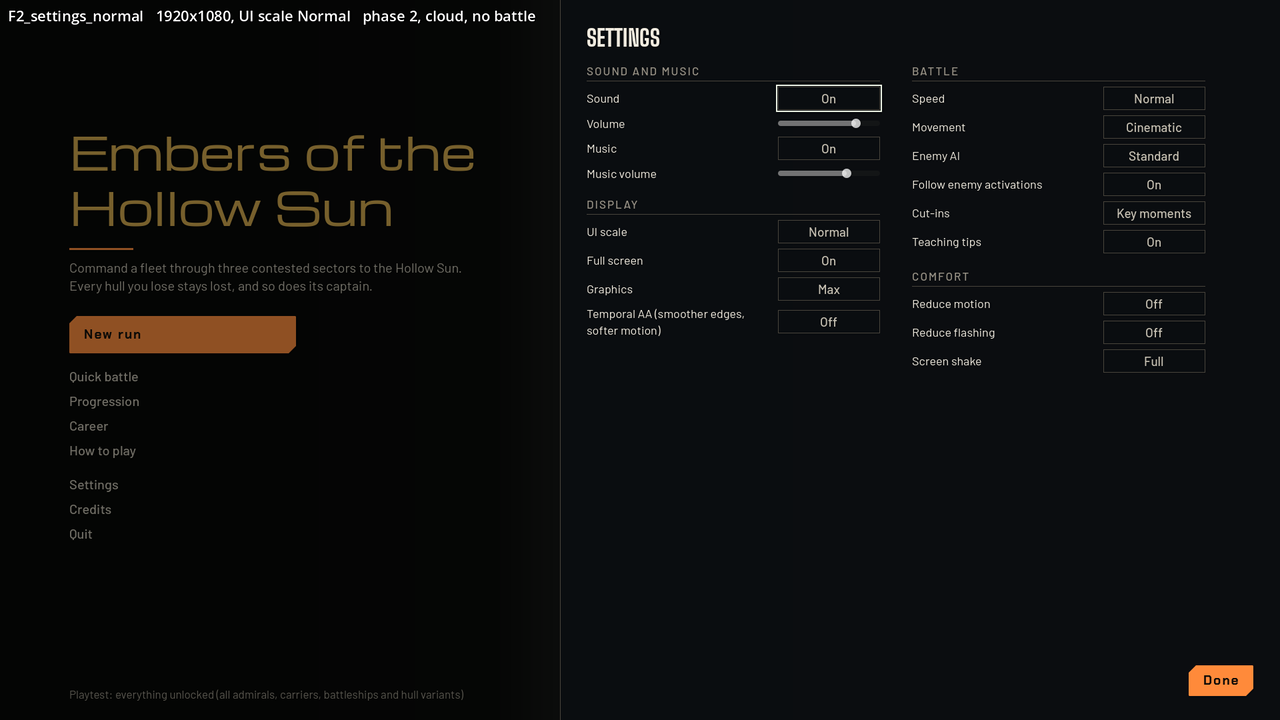 F2_settings_normal 1920x1080, UI scale Normal phase 2, cloud, no battle
Embers of the
Hollow Sun
Command a fleet through three contested sectors to the Hollow Sun.
Every hull you lose stays lost, and so does its captain.
New run
Quick battle
Progression
Career
How to play
Settings
Credits
Quit
Playtest: everything unlocked (all admirals, carriers, battleships and hull variants)
SETTINGS
SOUND AND MUSIC
Sound On
Volume
Music On
Music volume
DISPLAY
UI scale Normal
Full screen On
Graphics Max
Temporal AA (smoother edges,
softer motion) Off
BATTLE
Speed Normal
Movement Cinematic
Enemy AI Standard
Follow enemy activations On
Cut-ins Key moments
Teaching tips On
COMFORT
Reduce motion Off
Reduce flashing Off
Screen shake Full
Done